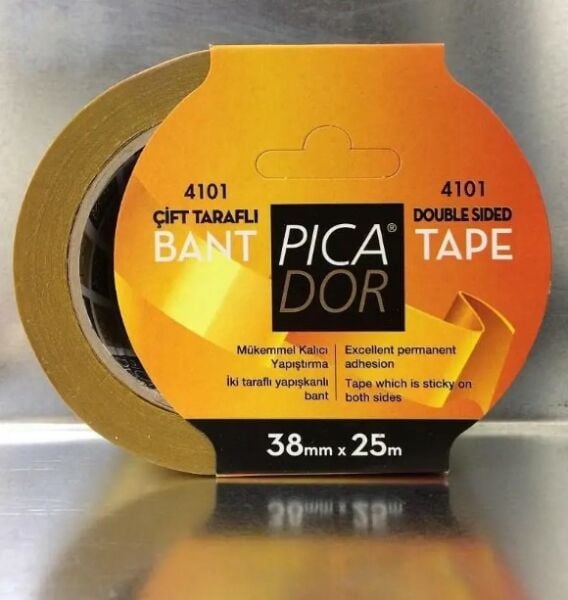 4101
ÇİFT TARAFLI
BANT
PICA®
DOR
4101
DOUBLE SIDED
TAPE
Mükemmel Kalıcı
Yapıştırma
İki taraflı yapışkanlı
bant
Excellent permanent
adhesion
Tape which is sticky on
both sides
38mm x 25m